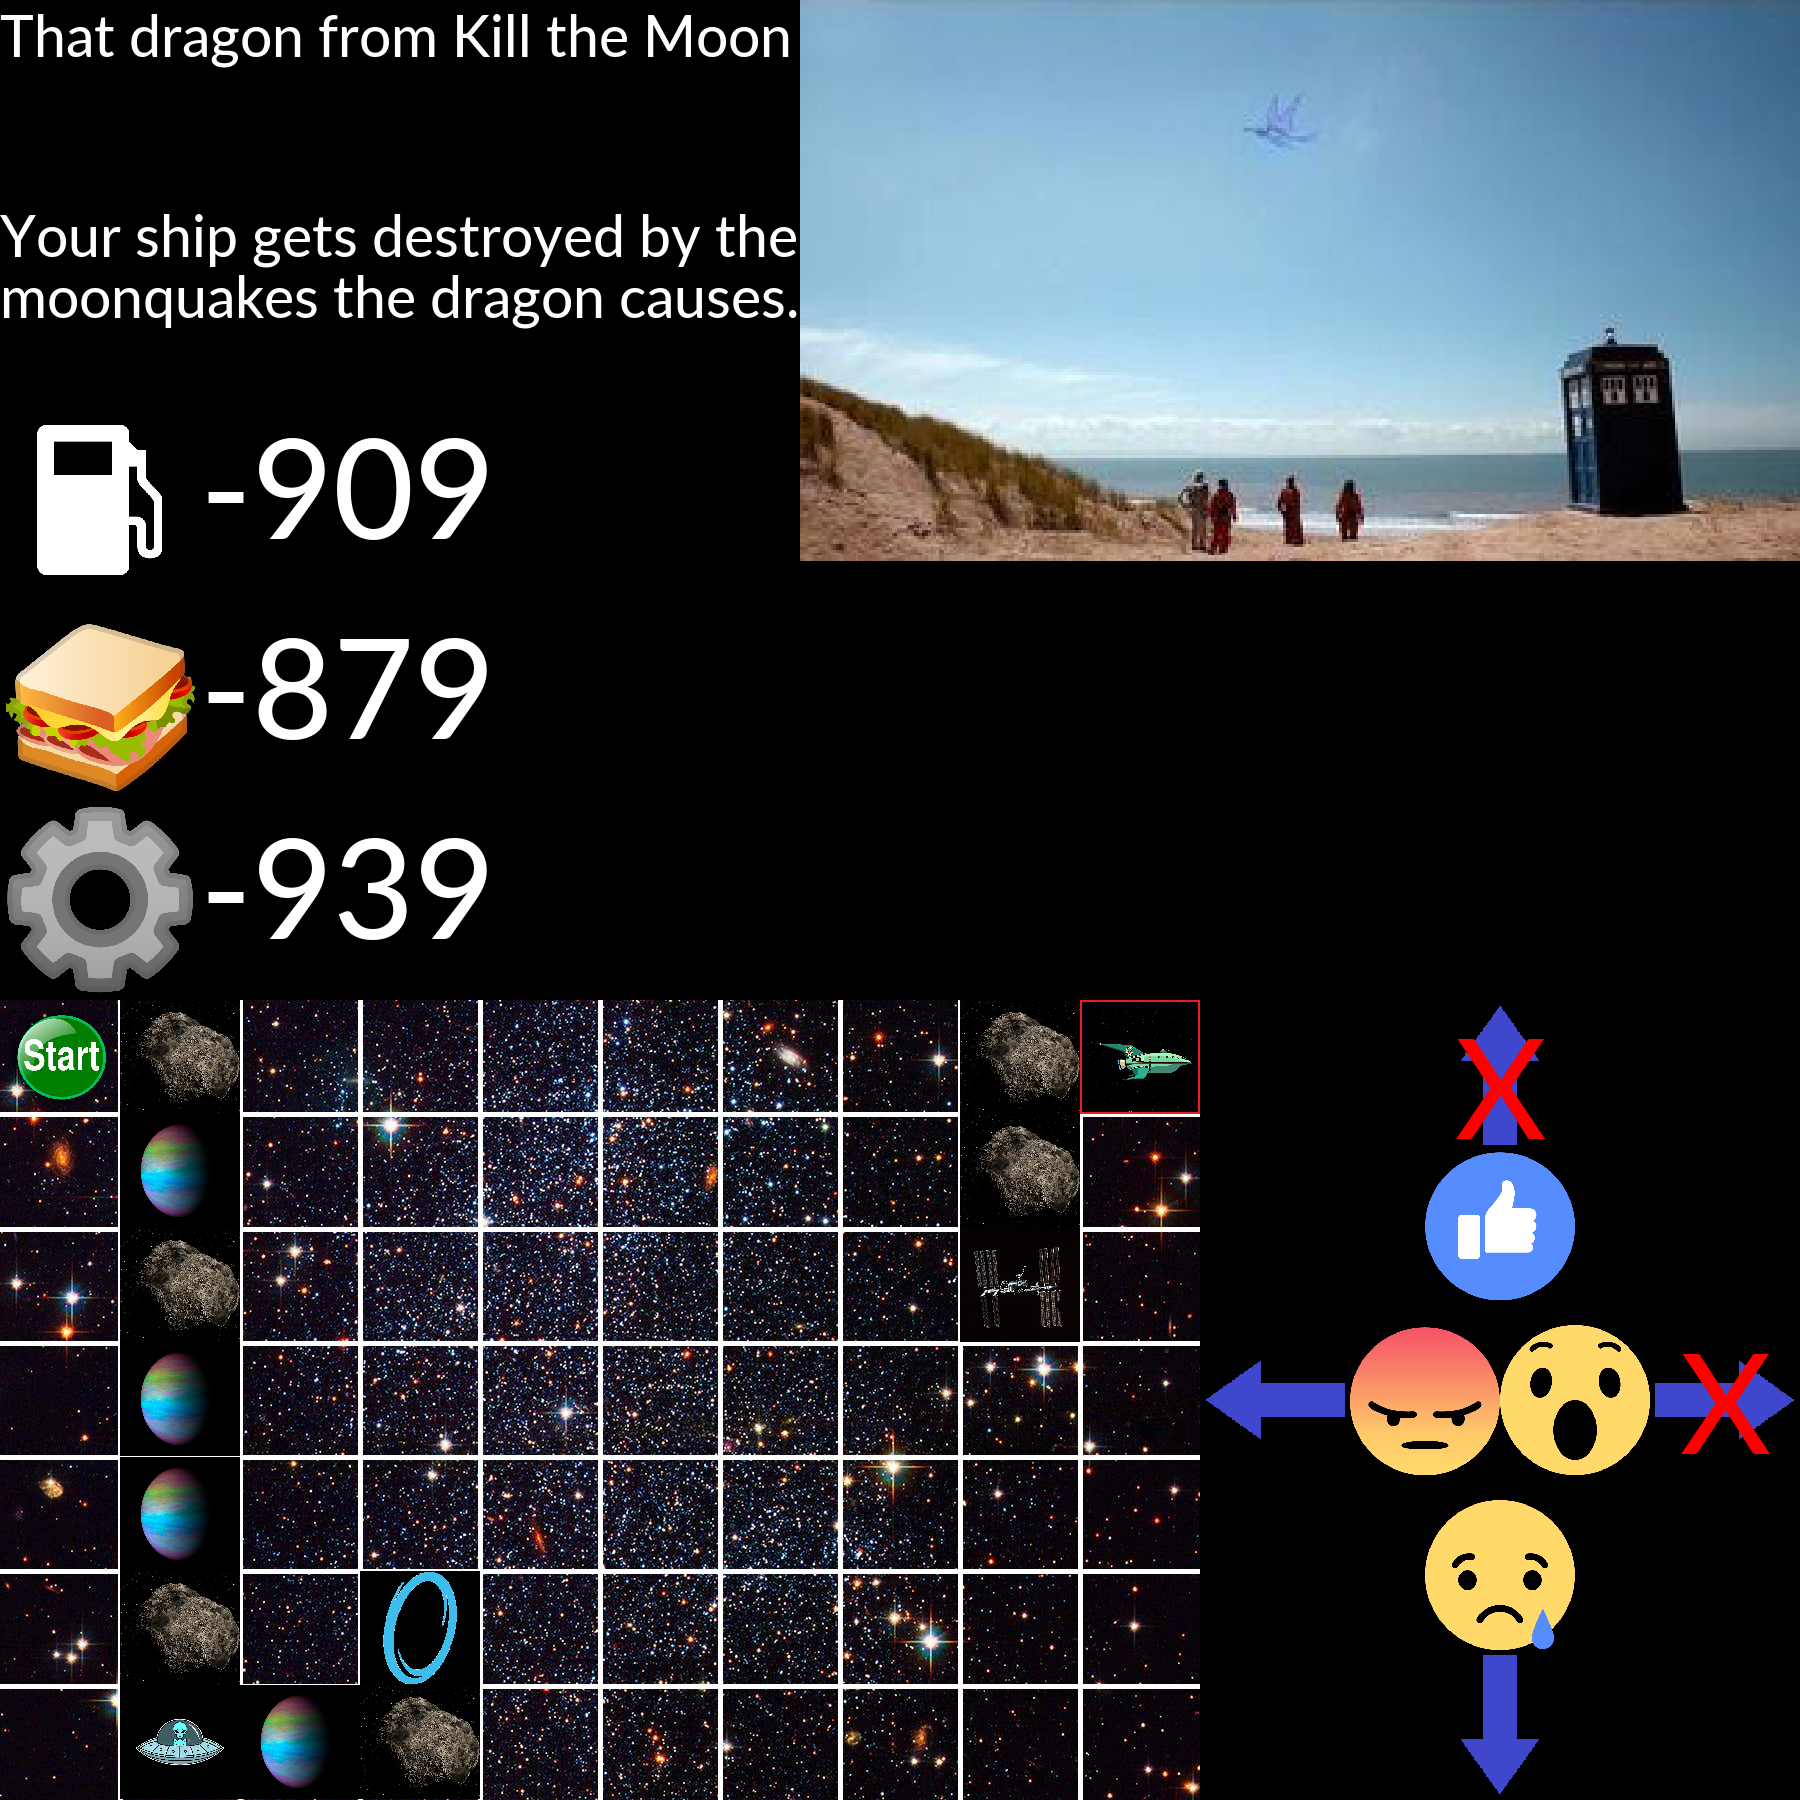 That dragon from Kill the Moon
Your ship gets destroyed by the
moonquakes the dragon causes.
-909
-879
-939
Start
X
X